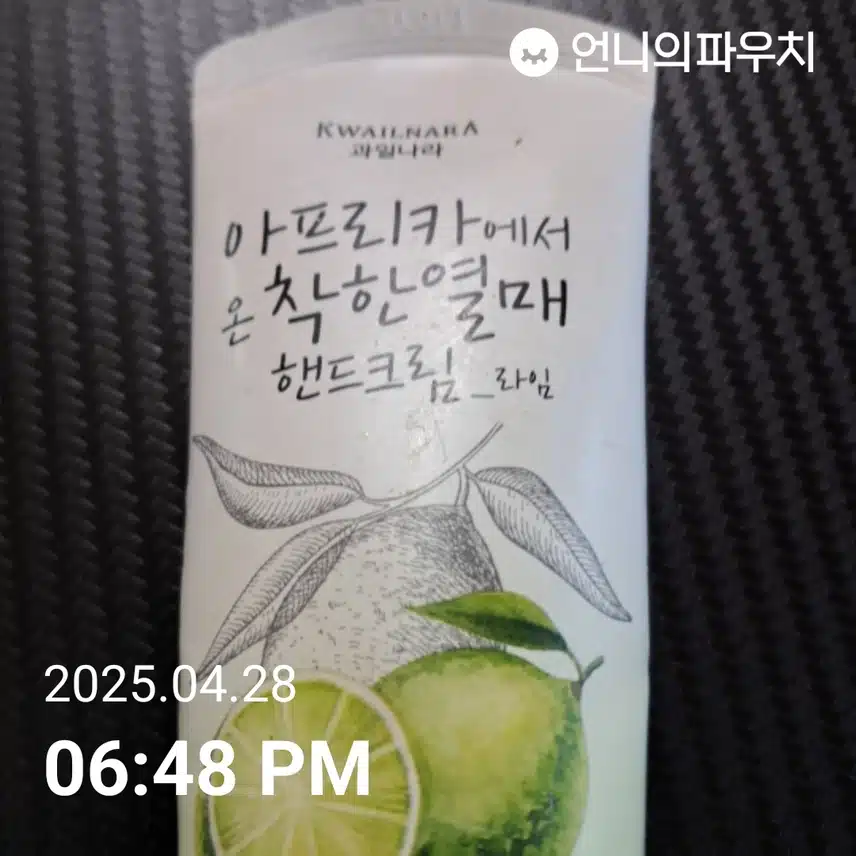 언니의파우치
KWAILNARA
과일나라
아프리카에서
온 착한열매
핸드크림_라임
2025.04.28
06:48 PM